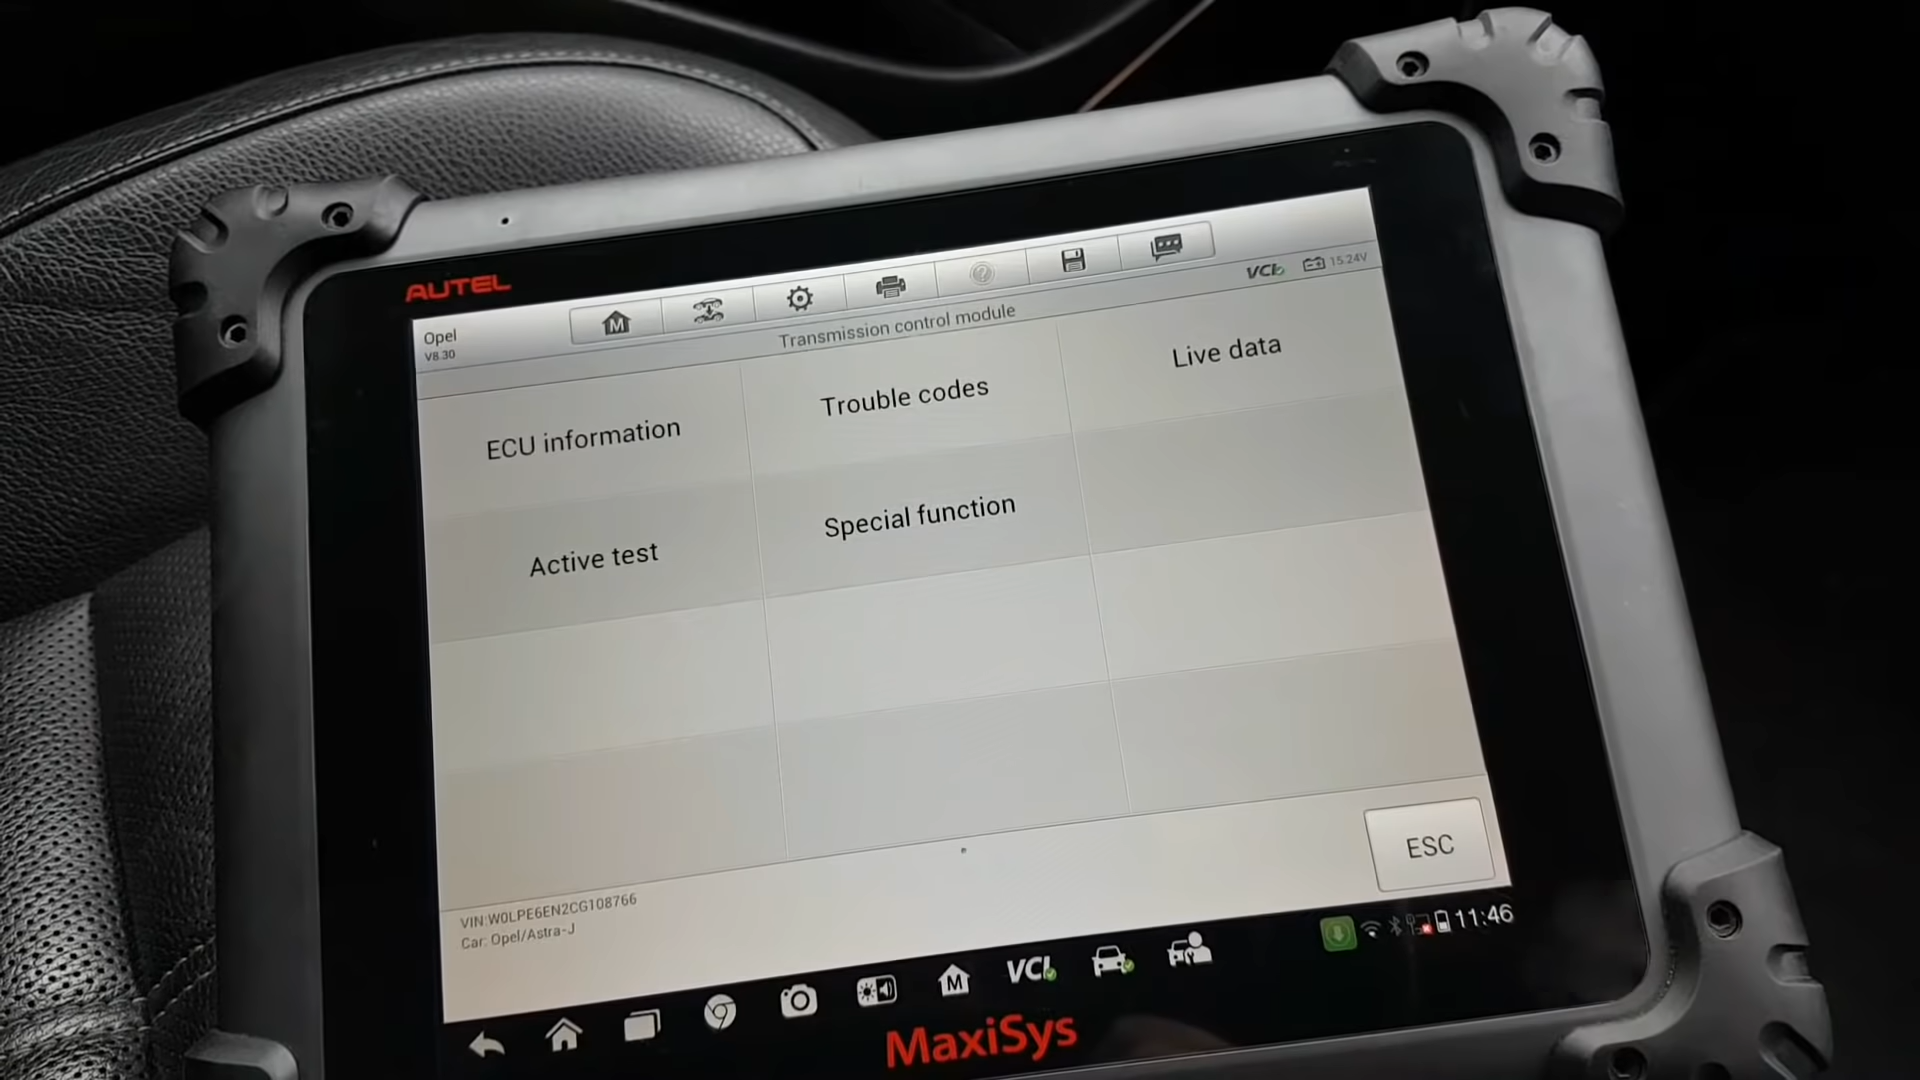 AUTEL
Opel
V8.30
M
VCI
15.24V
Transmission control module
ECU information
Trouble codes
Live data
Active test
Special function
ESC
VIN:W0LPE6EN2CG108766
Car: Opel/Astra-J
M
VCI
11:46
MaxiSys